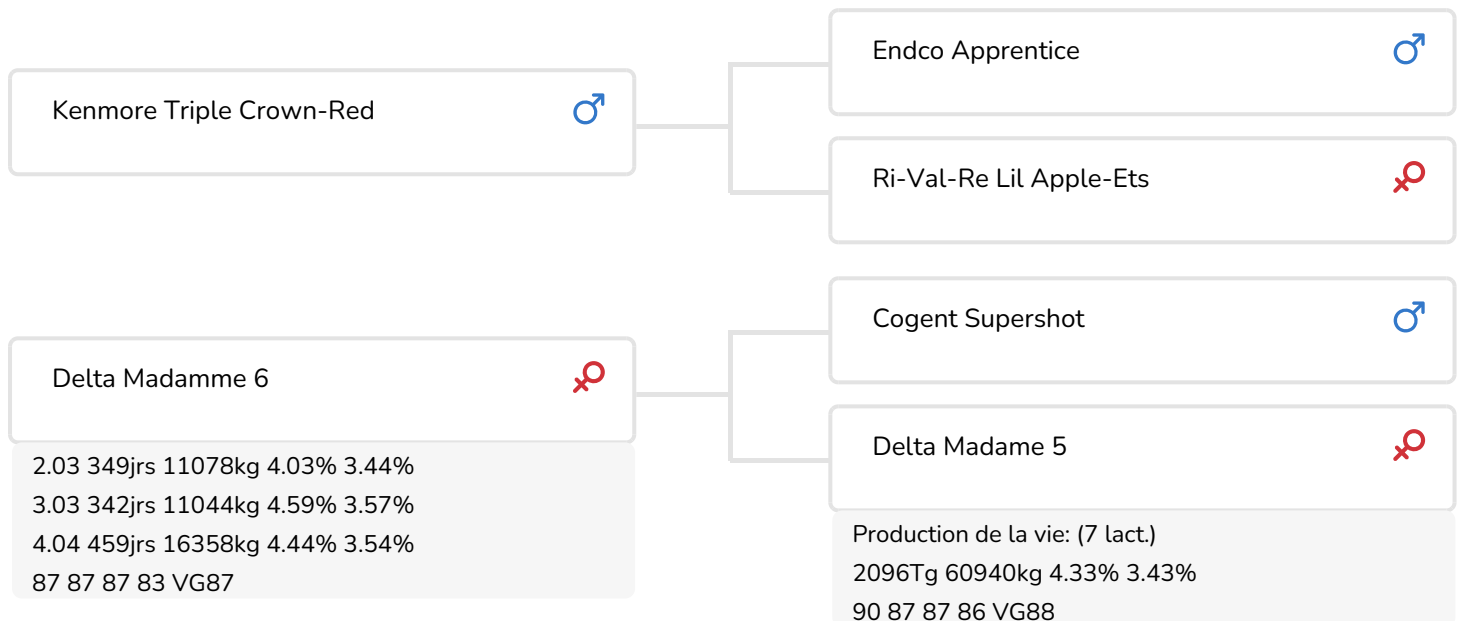 Kenmore Triple Crown-Red
Endco Apprentice
Ri-Val-Re Lil Apple-Ets
Delta Madamme 6
2.03 349jrs 11078kg 4.03% 3.44%
3.03 342jrs 11044kg 4.59% 3.57%
4.04 459jrs 16358kg 4.44% 3.54%
87 87 87 83 VG87
Cogent Supershot
Delta Madame 5
Production de la vie: (7 lact.)
2096Tg 60940kg 4.33% 3.43%
90 87 87 86 VG88